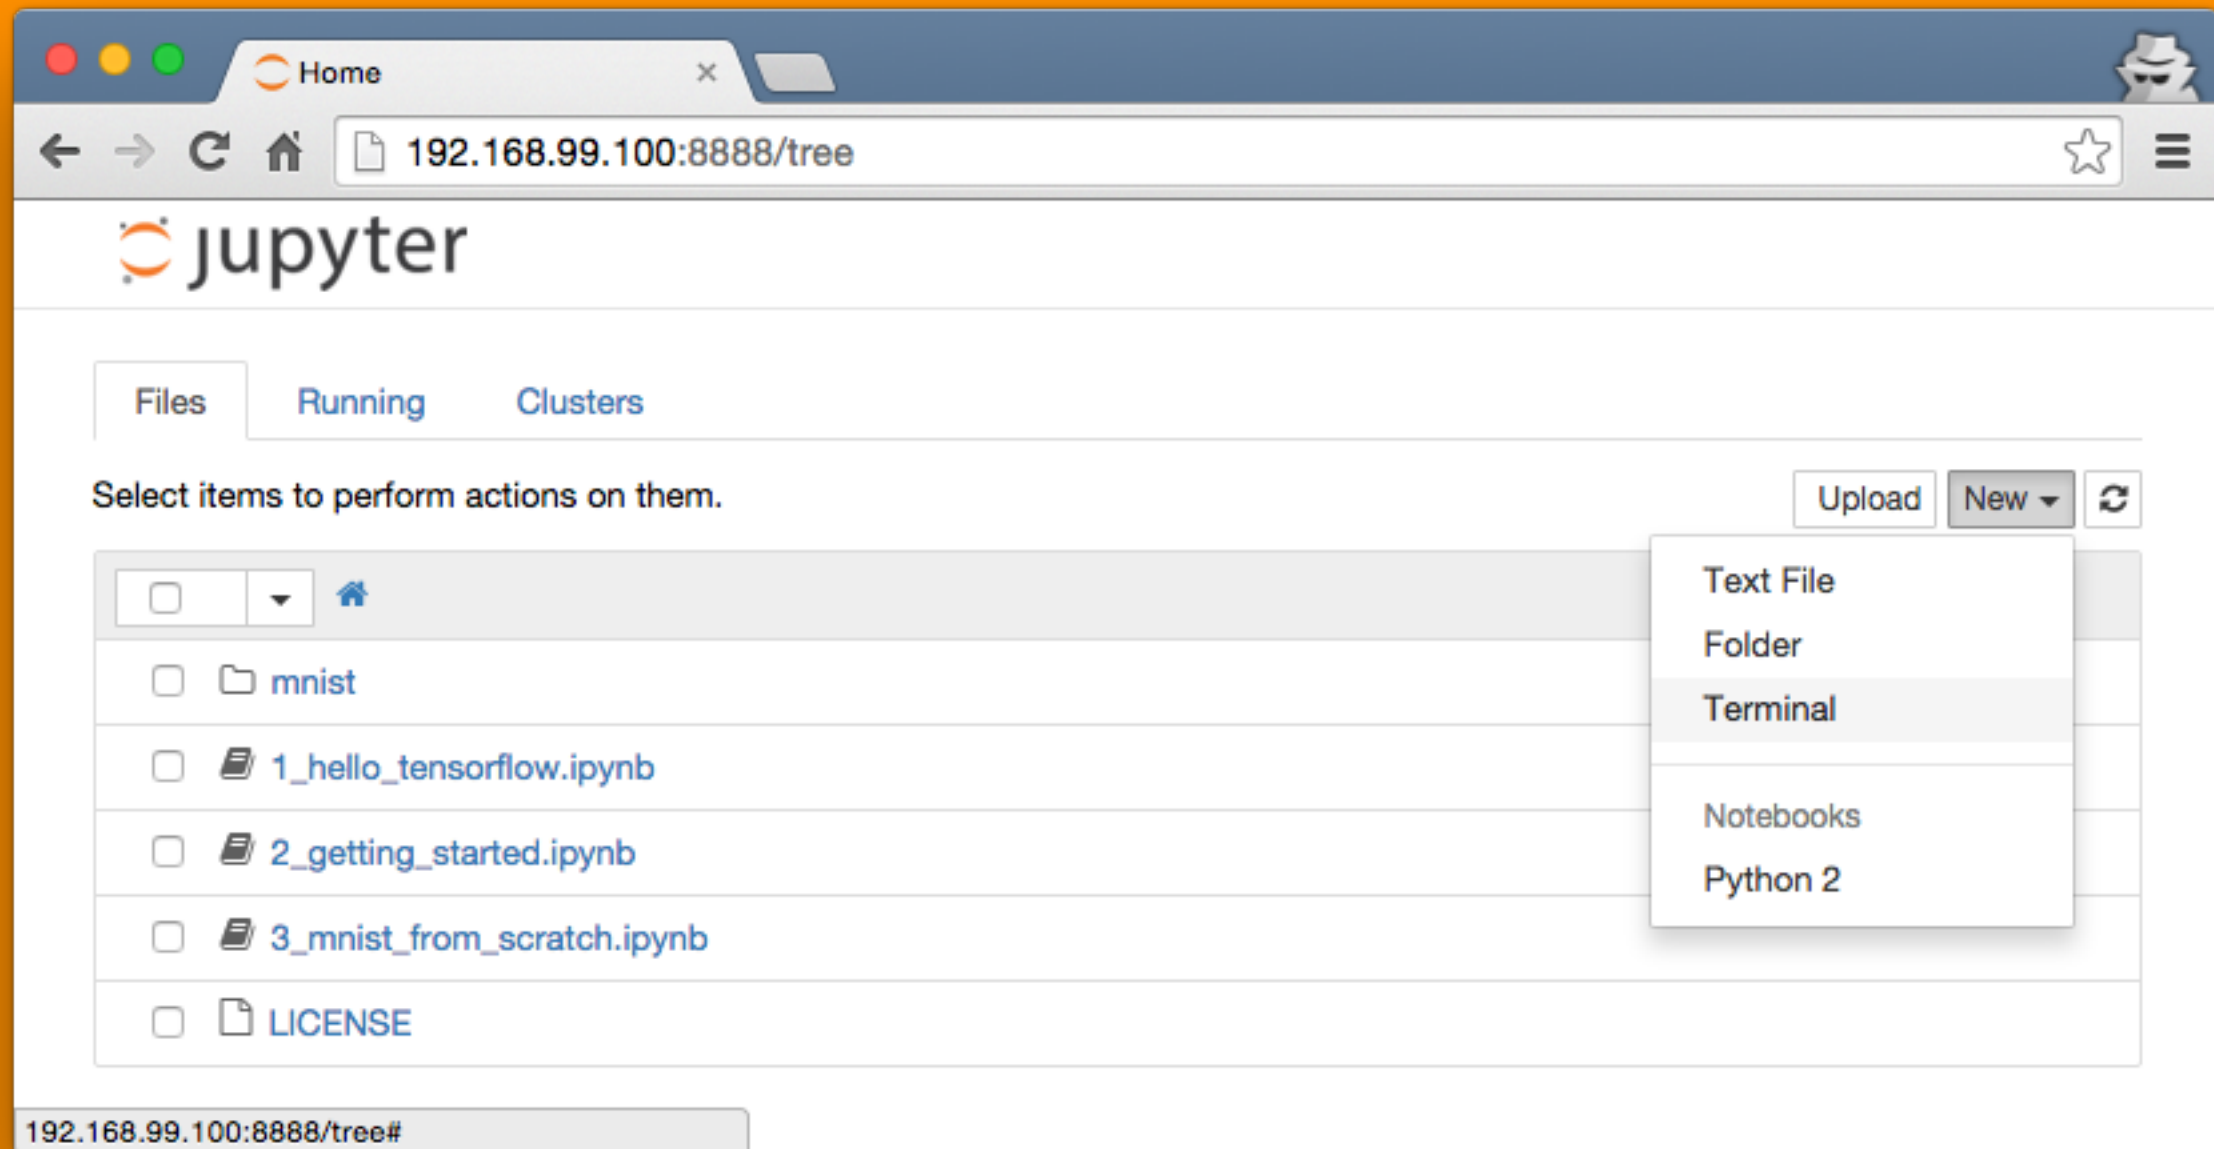 Home
192.168.99.100:8888/tree
jupyter
Files Running Clusters
Select items to perform actions on them.
Upload New
Text File
Folder
Terminal
Notebooks
Python 2
mnist
1_hello_tensorflow.ipynb
2_getting_started.ipynb
3_mnist_from_scratch.ipynb
LICENSE
192.168.99.100:8888/tree#